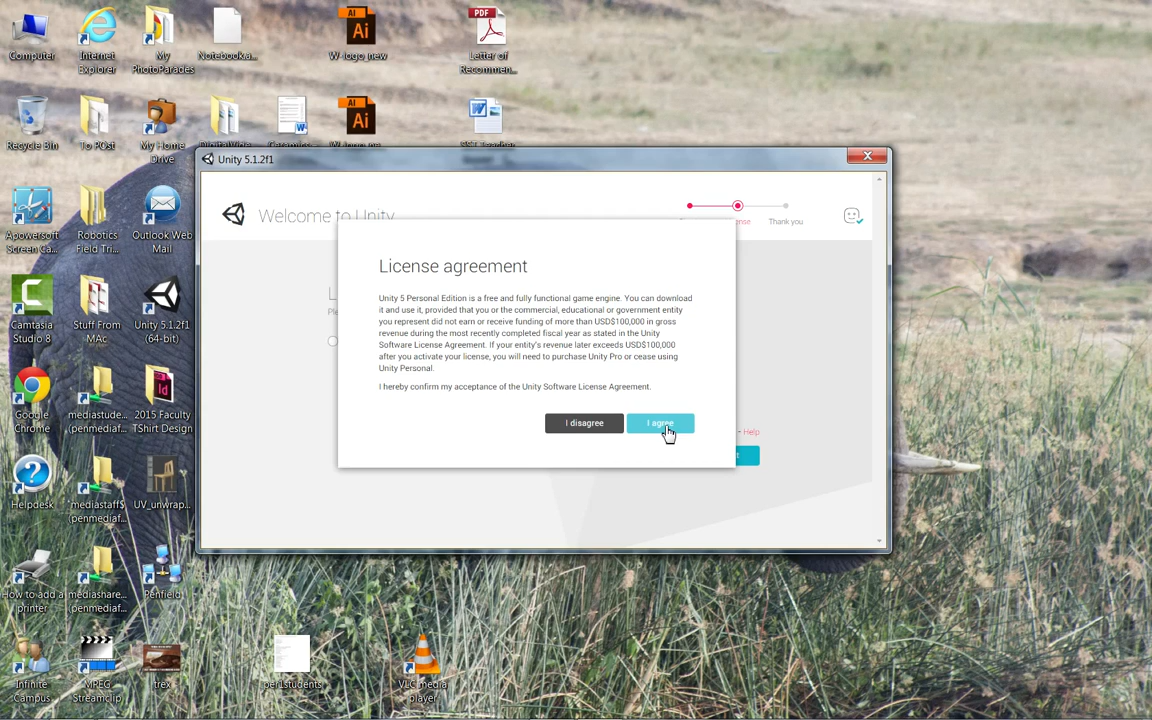 Computer
Internet
Explorer
My
PhotoParades
Notebook.a...
W-logo_new
Letter of
Recommen...
Recycle Bin
To POst
My Home
Drive
Unity 5.1.2f1
Apowersoft
Screen Ca...
Robotics
Field Tri...
Outlook Web
Mail
Welcome to Unity
Thank you
License agreement
Unity 5 Personal Edition is a free and fully functional game engine. You can download
it and use it, provided that you or the commercial, educational or government entity
you represent did not earn or receive funding of more than USD$100,000 in gross
revenue during the most recently completed fiscal year as stated in the Unity
Software License Agreement. If your entity's revenue later exceeds USD$100,000
after you activate your license, you will need to purchase Unity Pro or cease using
Unity Personal.
I hereby confirm my acceptance of the Unity Software License Agreement.
I disagree
I agree
- Help
Camtasia
Studio 8
Stuff From
MAc
Unity 5.1.2f1
(64-bit)
Google
Chrome
mediastude...
(penmediaf...
2015 Faculty
TShirt Design
Helpdesk
'mediastaff$
(penmediaf...
UV_unwrap...
How to add a
printer
mediashare...
(penmediaf...
Penfield
Infinite
Campus
MPEG
Streamclip
trex
per1students
VLC media
player